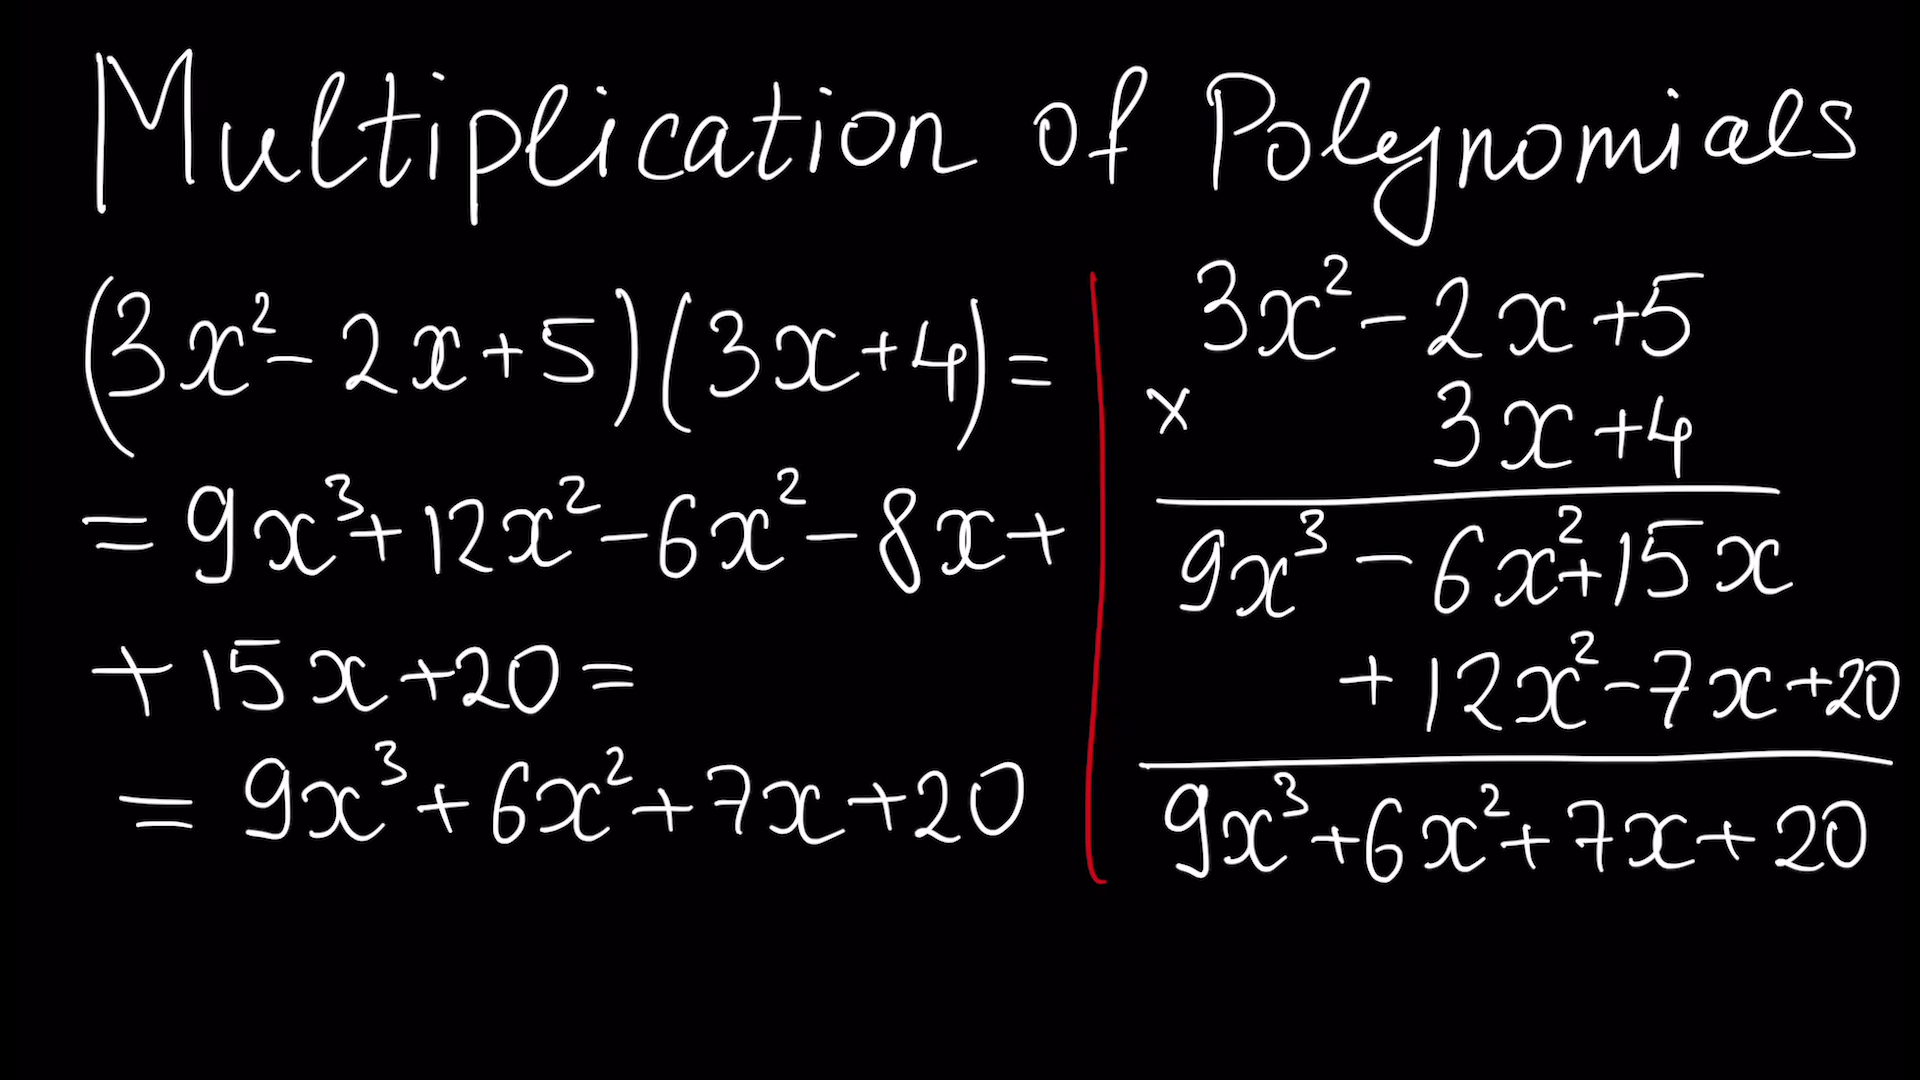 Multiplication of Polynomials
(3x²-2x+5)(3x+4)=
=9x³+12x²-6x²-8x+
+15x+20=
=9x³+6x²+7x+20
3x²-2x+5
× 3x+4
9x³-6x²+15x
+12x²-7x+20
9x³+6x²+7x+20